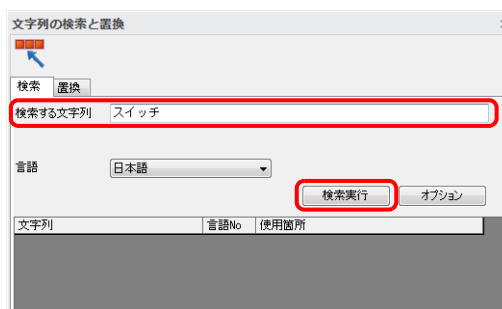 文字列の検索と置換
検索 置換
検索する文字列 スイッチ
言語 日本語
検索実行 オプション
文字列 言語No 使用箇所